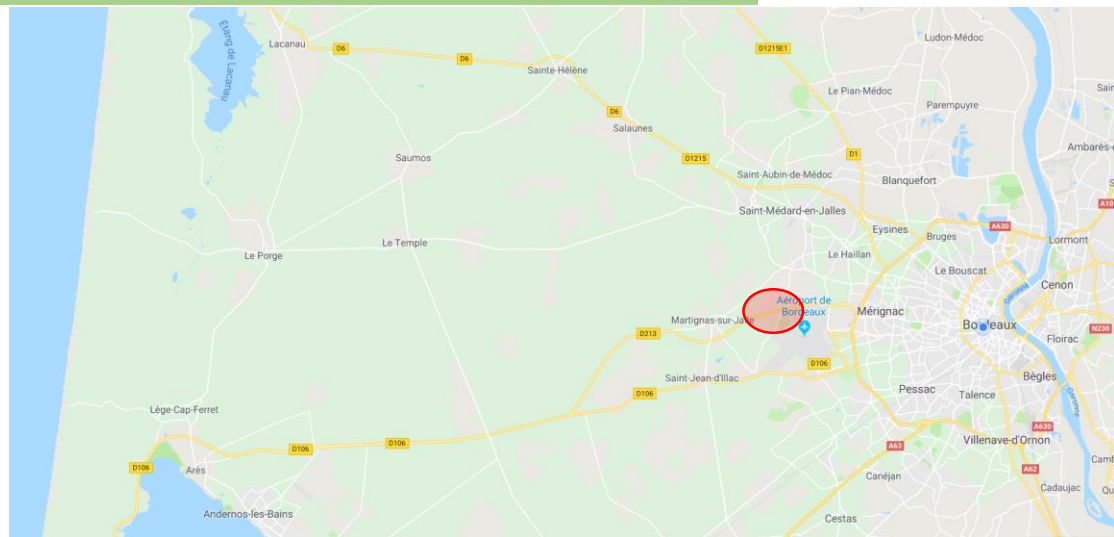 Ludon-Médoc
Lacanau
D6
D1215E1
Étang de Lacanau
D6
Sainte-Hélène
Le Pian-Médoc
Parempuyre
D6
Salaunes
Saumos
D1215
D1
Saint-Aubin-de-Médoc
Blanquefort
Saint-Médard-en-Jalles
Eysines
A630
Bruges
Lormont
Le Temple
Le Porge
Le Haillan
Le Bouscat
Garonne
Cenon
Aéroport de
Bordeaux
Mérignac
Martignas-sur-Jalle
Bordeaux
D213
N230
Floirac
D106
Saint-Jean-d'Illac
Bègles
Pessac
Talence
D106
Garonne
Lège-Cap-Ferret
A630
D106
D106
A63
Villenave-d'Ornon
D106
Arès
A62
Canéjan
Cadaujac
Andernos-les-Bains
Cestas